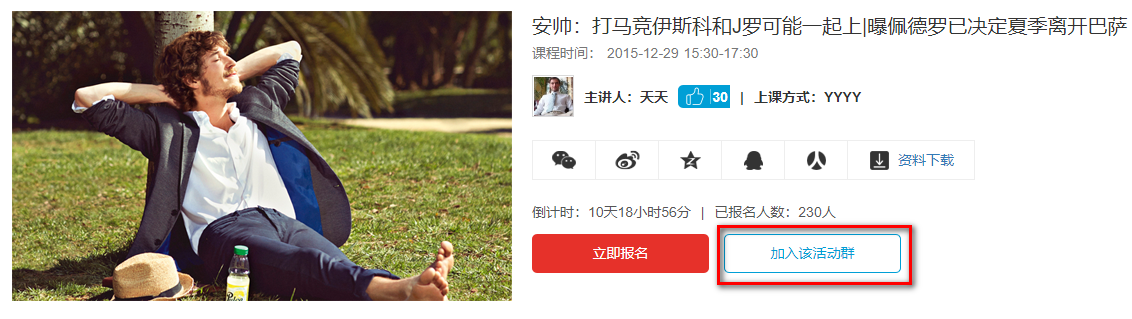 安帅：打马竞伊斯科和J罗可能一起上|曝佩德罗已决定夏季离开巴萨
课程时间： 2015-12-29 15:30-17:30
主讲人：天天 30 | 上课方式：YYYY
资料下载
倒计时：10天18小时56分 | 已报名人数：230人
立即报名 加入该活动群